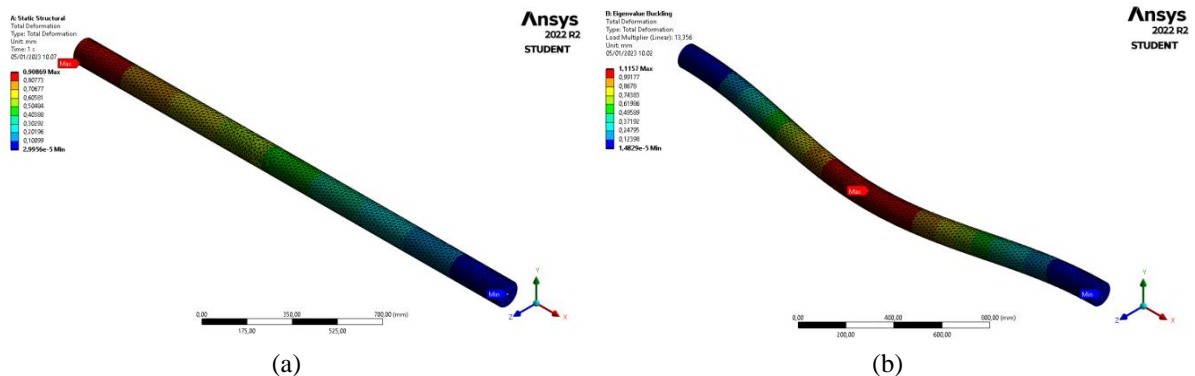 A: Static Structural
Total Deformation
Type: Total Deformation
Unit: mm
Time: 1 s
05/01/2023 10.07
0,90869 Max
0,80773
0,70677
0,60581
0,50484
0,40388
0,30292
0,20196
0,10099
2,9956e-5 Min
Max
Min
Ansys
2022 R2
STUDENT
Y
Z
X
0,00
350,00
700,00 (mm)
175,00
525,00
(a)
B: Eigenvalue Buckling
Total Deformation
Type: Total Deformation
Load Multiplier (Linear): 13,356
Unit: mm
05/01/2023 10.02
1,1157 Max
0,99177
0,8678
0,74383
0,61986
0,49589
0,37192
0,24795
0,12398
1,4829e-5 Min
Max
Min
Ansys
2022 R2
STUDENT
Y
Z
X
0,00
400,00
800,00 (mm)
200,00
600,00
(b)